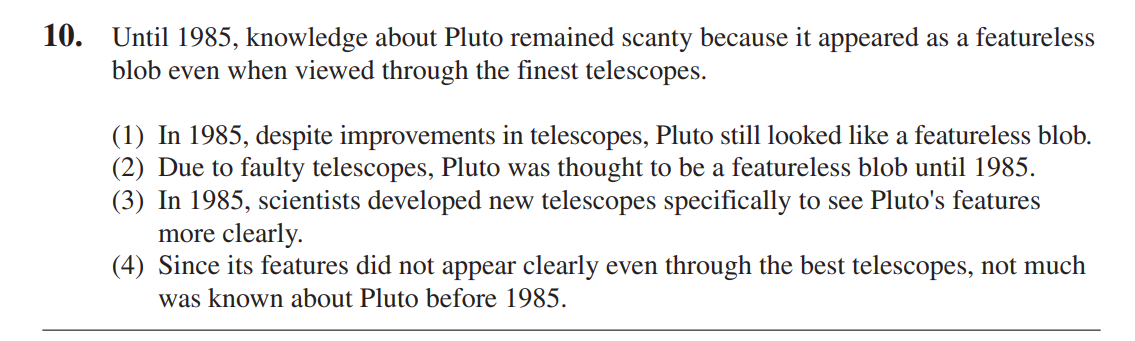 10. Until 1985, knowledge about Pluto remained scanty because it appeared as a featureless
blob even when viewed through the finest telescopes.
(1) In 1985, despite improvements in telescopes, Pluto still looked like a featureless blob.
(2) Due to faulty telescopes, Pluto was thought to be a featureless blob until 1985.
(3) In 1985, scientists developed new telescopes specifically to see Pluto's features
more clearly.
(4) Since its features did not appear clearly even through the best telescopes, not much
was known about Pluto before 1985.